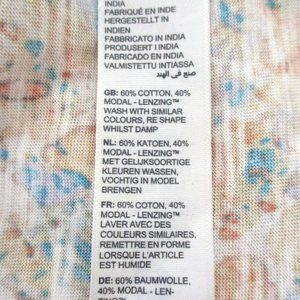 INDIA
FABRIQUÉ EN INDE
HERGESTELLT IN
INDIEN
FABBRICATO IN INDIA
PRODUSERT I INDIA
FABRICADO EN INDIA
VALMISTETTU INTIASSA
صنع في الهند
GB: 60% COTTON, 40%
MODAL - LENZING™
WASH WITH SIMILAR
COLOURS, RE SHAPE
WHILST DAMP
NL: 60% KATOEN, 40%
MODAL - LENZING™
MET GELIJKSOORTIGE
KLEUREN WASSEN,
VOCHTIG IN MODEL
BRENGEN
FR: 60% COTON, 40%
MODAL - LENZING™
LAVER AVEC DES
COULEURS SIMILAIRES,
REMETTRE EN FORME
LORSQUE L'ARTICLE
EST HUMIDE
DE: 60% BAUMWOLLE,
40% MODAL - LEN-